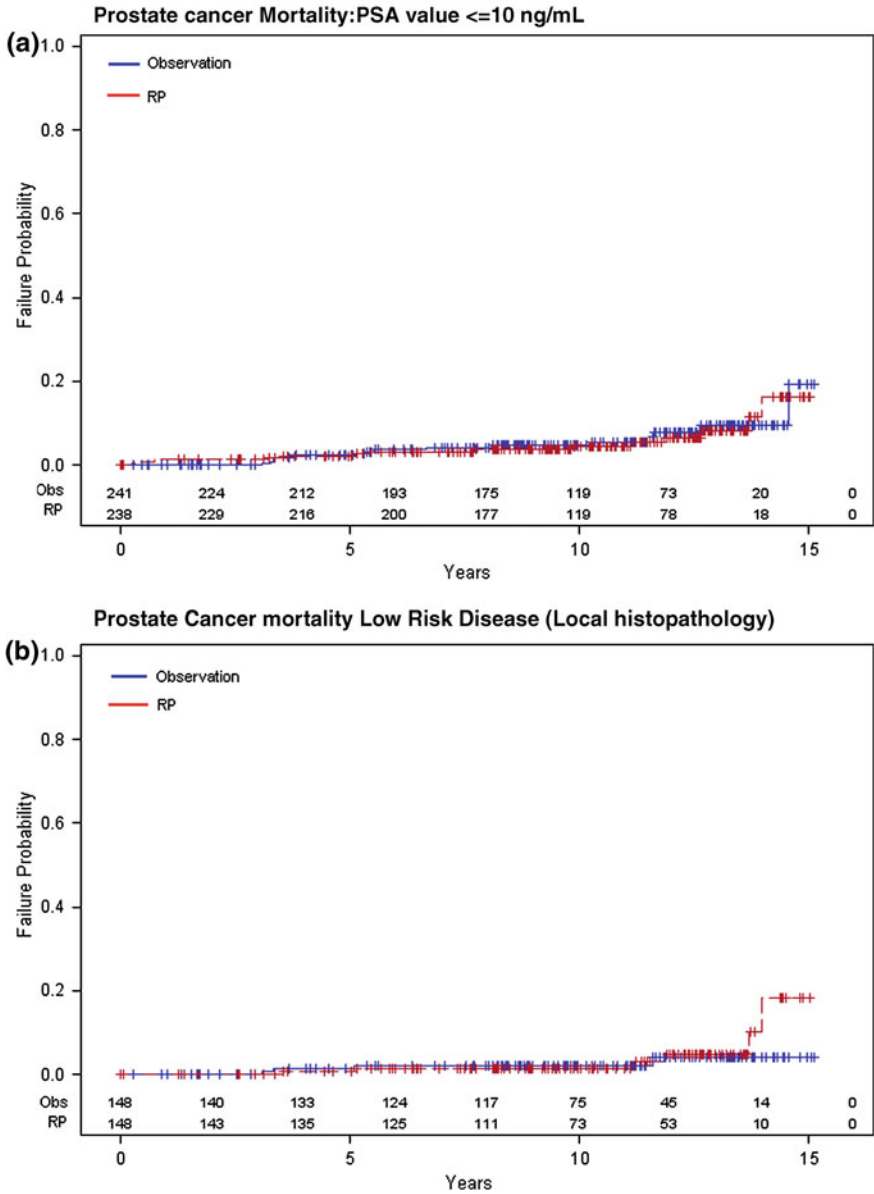 Prostate cancer Mortality:PSA value <=10 ng/mL
(a)
1.0
Observation
RP
0.8
0.6
Failure Probability
0.4
0.2
0.0
Obs 241 224 212 193 175 119 73 20 0
RP 238 229 216 200 177 119 78 18 0
0 5 10 15
Years
Prostate Cancer mortality Low Risk Disease (Local histopathology)
(b)
1.0
Observation
RP
0.8
0.6
Failure Probability
0.4
0.2
0.0
Obs 148 140 133 124 117 75 45 14 0
RP 148 143 135 125 111 73 53 10 0
0 5 10 15
Years